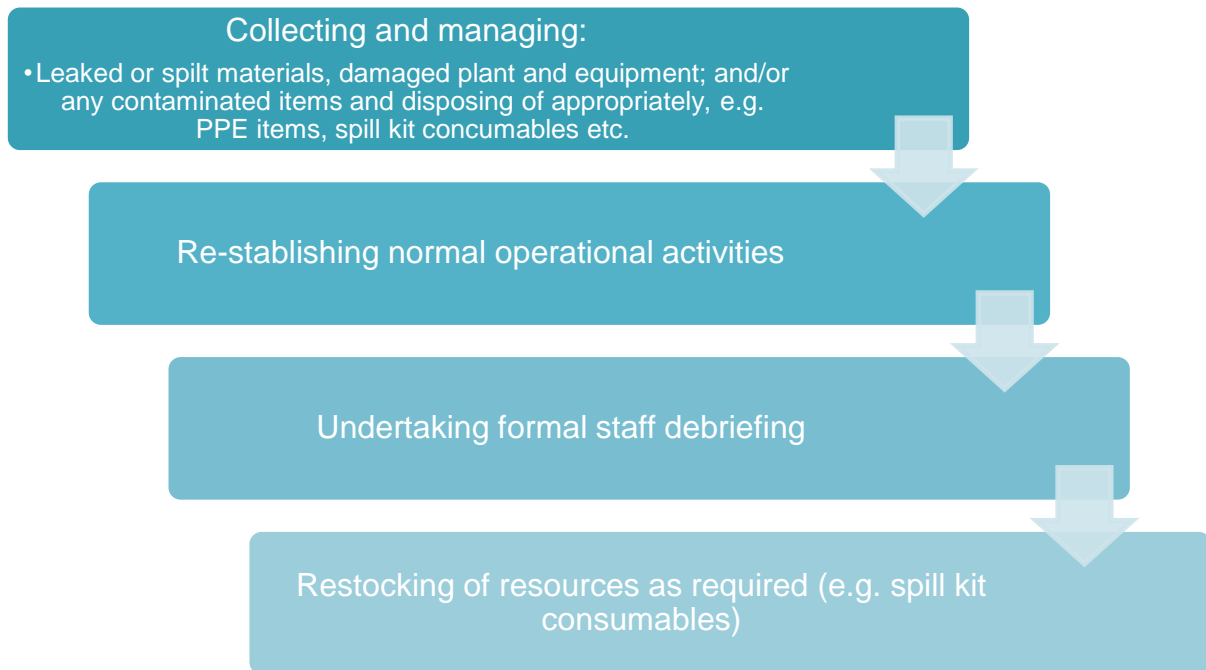 Collecting and managing:
•Leaked or spilt materials, damaged plant and equipment; and/or
any contaminated items and disposing of appropriately, e.g.
PPE items, spill kit concumables etc.
Re-stablishing normal operational activities
Undertaking formal staff debriefing
Restocking of resources as required (e.g. spill kit
consumables)